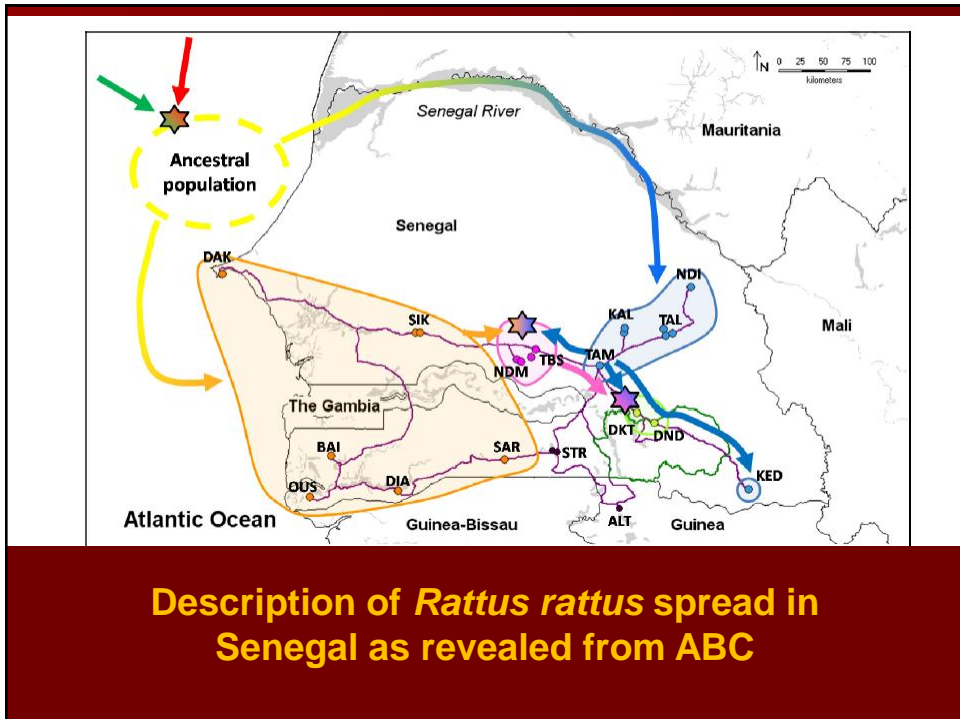 N 0 25 50 75 100
kilometers
Senegal River
Mauritania
Ancestral
population
Senegal
DAK
NDI
SIK
KAL
TAL
Mali
TAM
TBS
NDM
The Gambia
DKT
DND
BAI
SAR
STR
KED
OUS
DIA
Atlantic Ocean
Guinea-Bissau
ALT
Guinea
Description of Rattus rattus spread in
Senegal as revealed from ABC